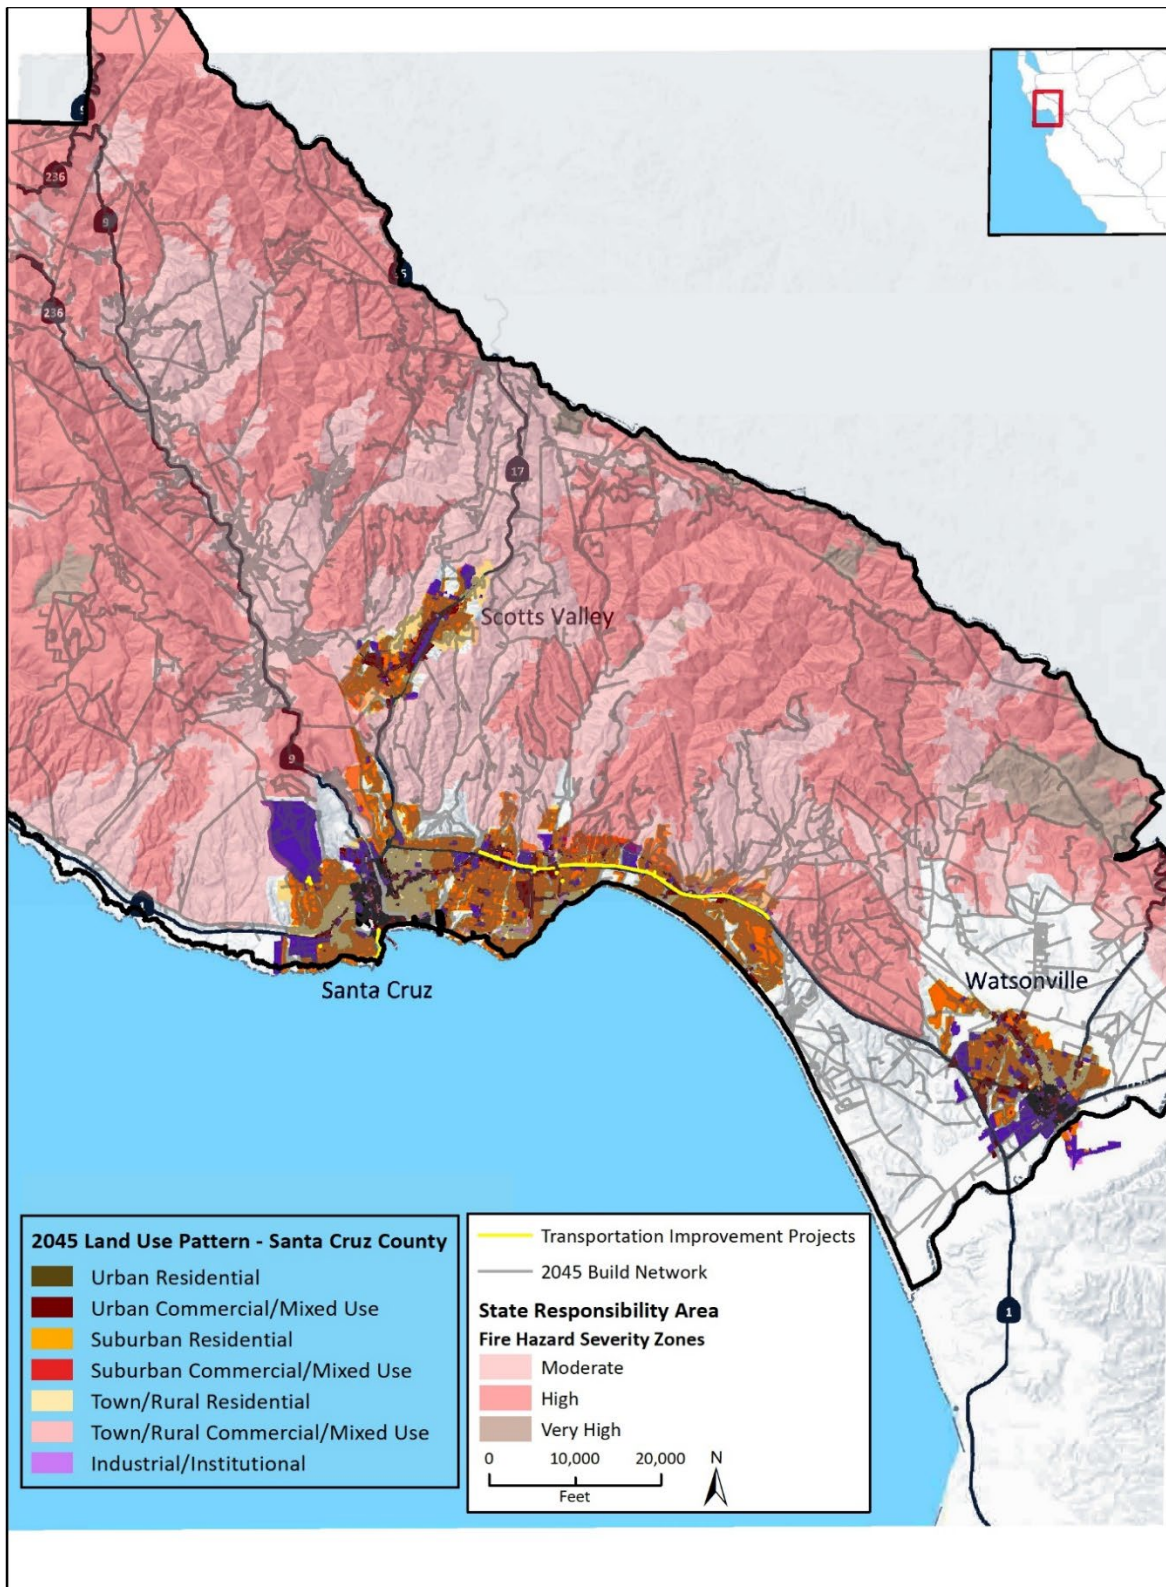 9
236
9
236
17
Scotts Valley
9
Santa Cruz
Watsonville
2045 Land Use Pattern - Santa Cruz County
Urban Residential
Urban Commercial/Mixed Use
Suburban Residential
Suburban Commercial/Mixed Use
Town/Rural Residential
Town/Rural Commercial/Mixed Use
Industrial/Institutional
Transportation Improvement Projects
2045 Build Network
State Responsibility Area
Fire Hazard Severity Zones
Moderate
High
Very High
0 10,000 20,000
Feet
N
1